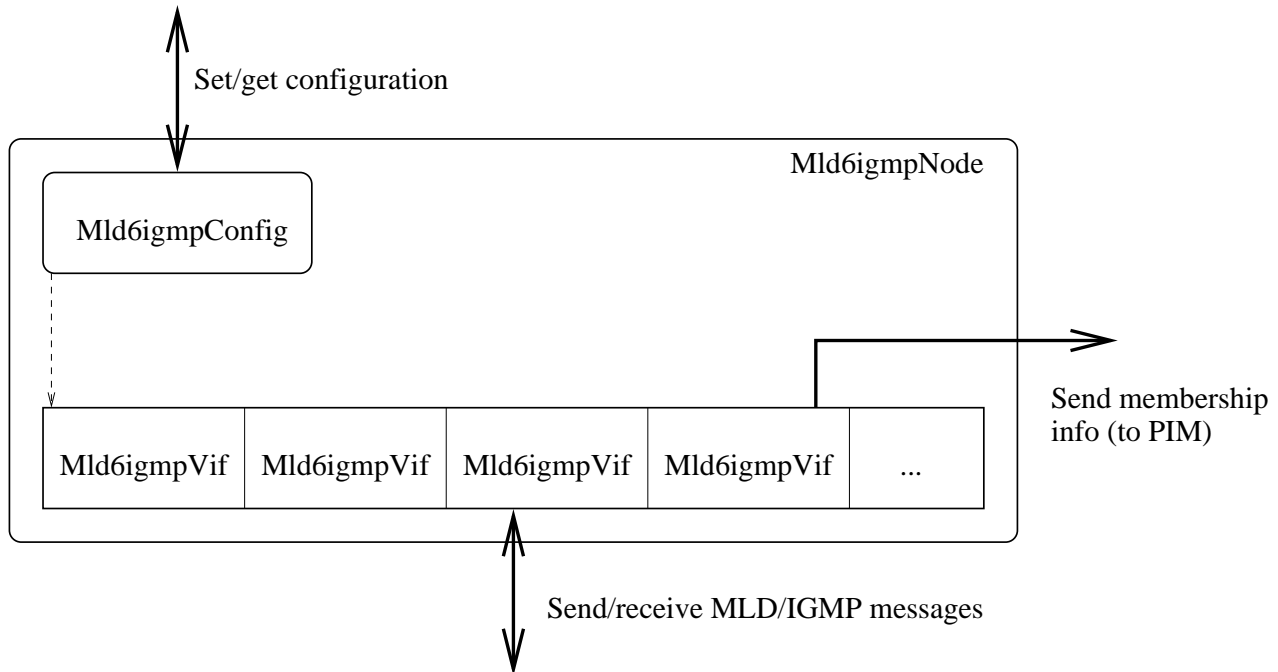 Set/get configuration
Mld6igmpNode
Mld6igmpConfig
Send membership
info (to PIM)
Mld6igmpVif Mld6igmpVif Mld6igmpVif Mld6igmpVif ...
Send/receive MLD/IGMP messages